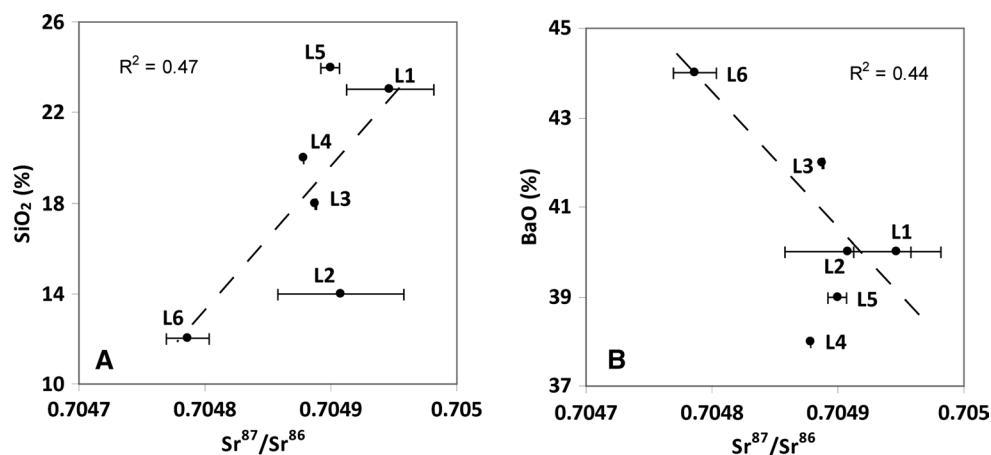 26
L5
R² = 0.47
L1
22
L4
SiO₂ (%)
18
L3
L2
14
L6
A
10
0.7047
0.7048
0.7049
0.705
Sr⁸⁷/Sr⁸⁶
45
L6
R² = 0.44
43
L3
BaO (%)
41
L1
L2
39
L5
L4
B
37
0.7047
0.7048
0.7049
0.705
Sr⁸⁷/Sr⁸⁶